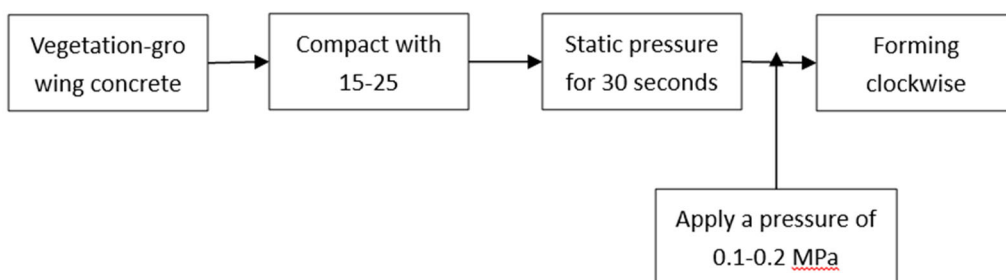 Vegetation-gro
wing concrete
Compact with
15-25
Static pressure
for 30 seconds
Forming
clockwise
Apply a pressure of
0.1-0.2 MPa